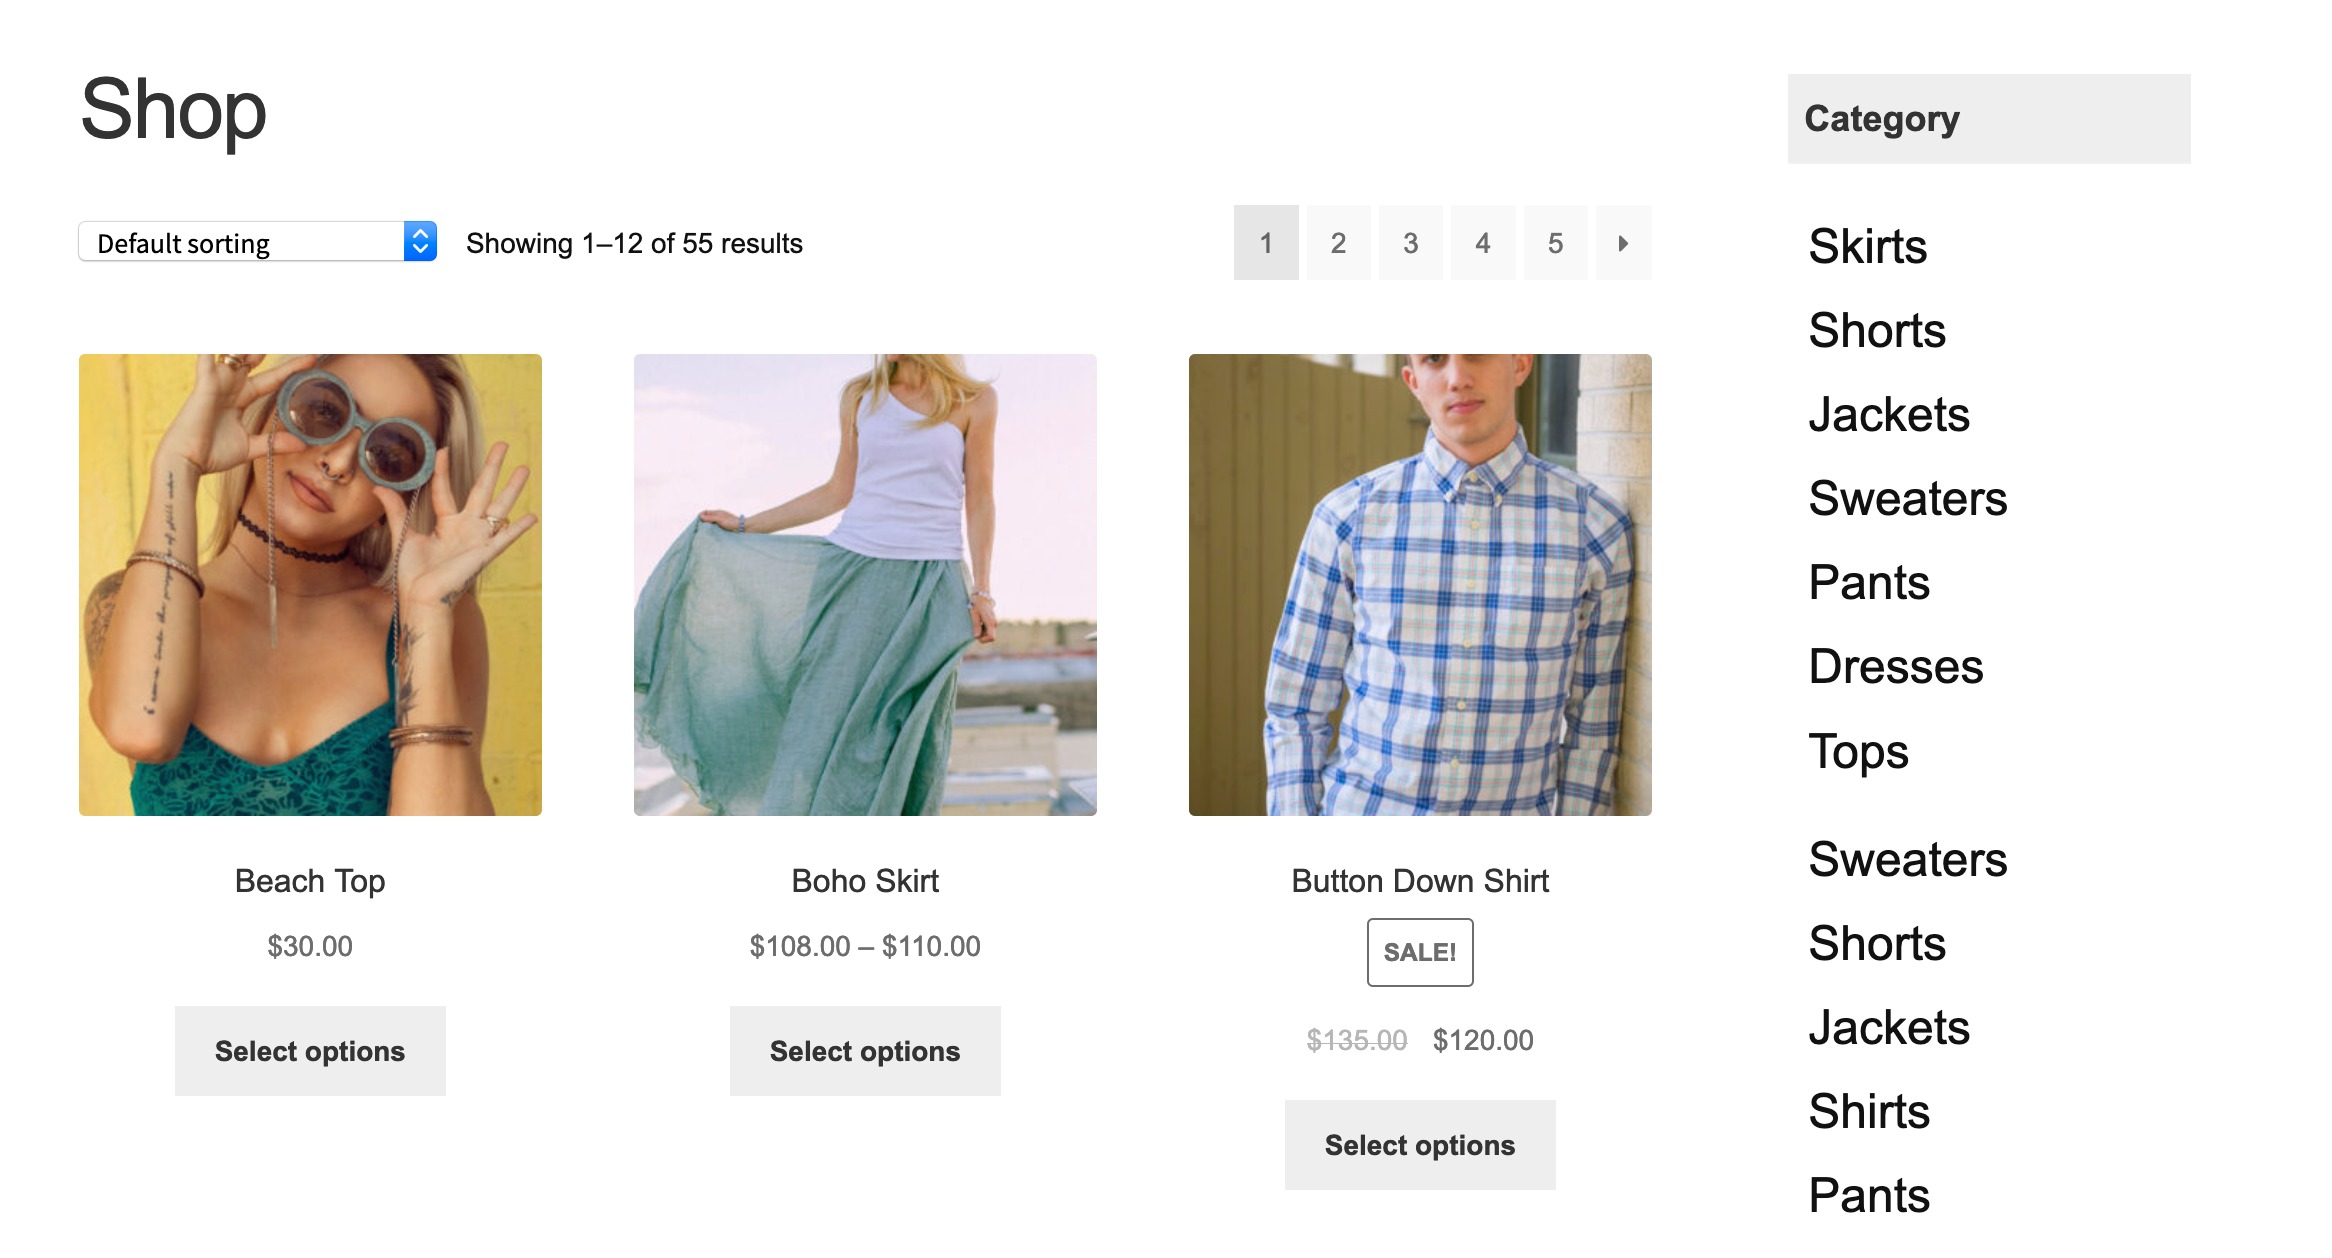 Shop
Default sorting
Showing 1–12 of 55 results
1 2 3 4 5
Beach Top
$30.00
Select options
Boho Skirt
$108.00 – $110.00
Select options
Button Down Shirt
SALE!
$135.00 $120.00
Select options
Category
Skirts
Shorts
Jackets
Sweaters
Pants
Dresses
Tops
Sweaters
Shorts
Jackets
Shirts
Pants